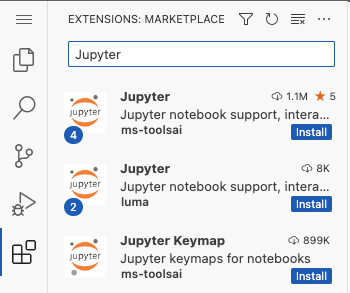 EXTENSIONS: MARKETPLACE
Jupyter
Jupyter 1.1M 5
jupyter
Jupyter notebook support, intera...
4
ms-toolsai Install
Jupyter 8K
jupyter
Jupyter notebook support, intera...
2
luma Install
Jupyter Keymap 899K
jupyter
Jupyter keymaps for notebooks
ms-toolsai Install